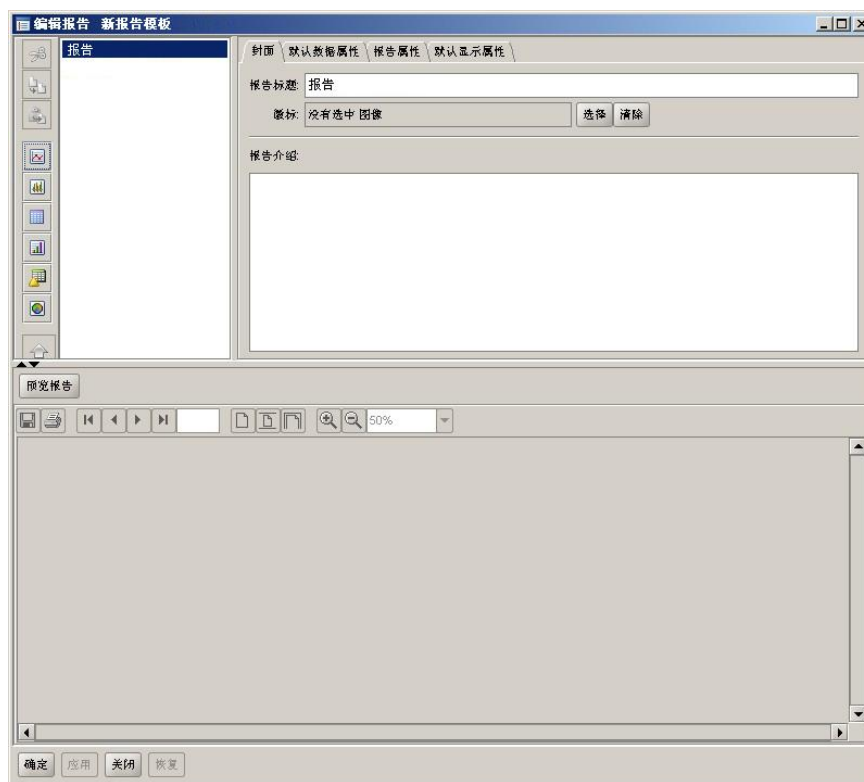 编辑报告 新报告模板
报告
封面 默认数据属性 报告属性 默认显示属性
报告标题: 报告
徽标: 没有选中 图像 选择 清除
报告介绍:
预览报告
50%
确定 应用 关闭 恢复